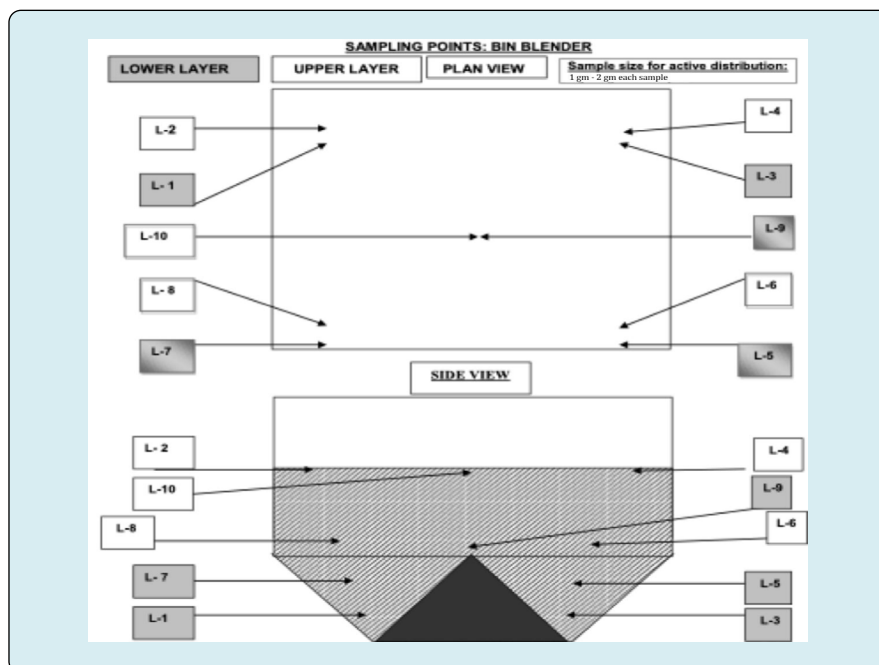 SAMPLING POINTS: BIN BLENDER
LOWER LAYER
UPPER LAYER
PLAN VIEW
Sample size for active distribution:
1 gm - 2 gm each sample
L-2
L-4
L- 1
L-3
L-10
L-9
L- 8
L-6
L-7
L-5
SIDE VIEW
L- 2
L-4
L-10
L-9
L-8
L-6
L- 7
L-5
L-1
L-3